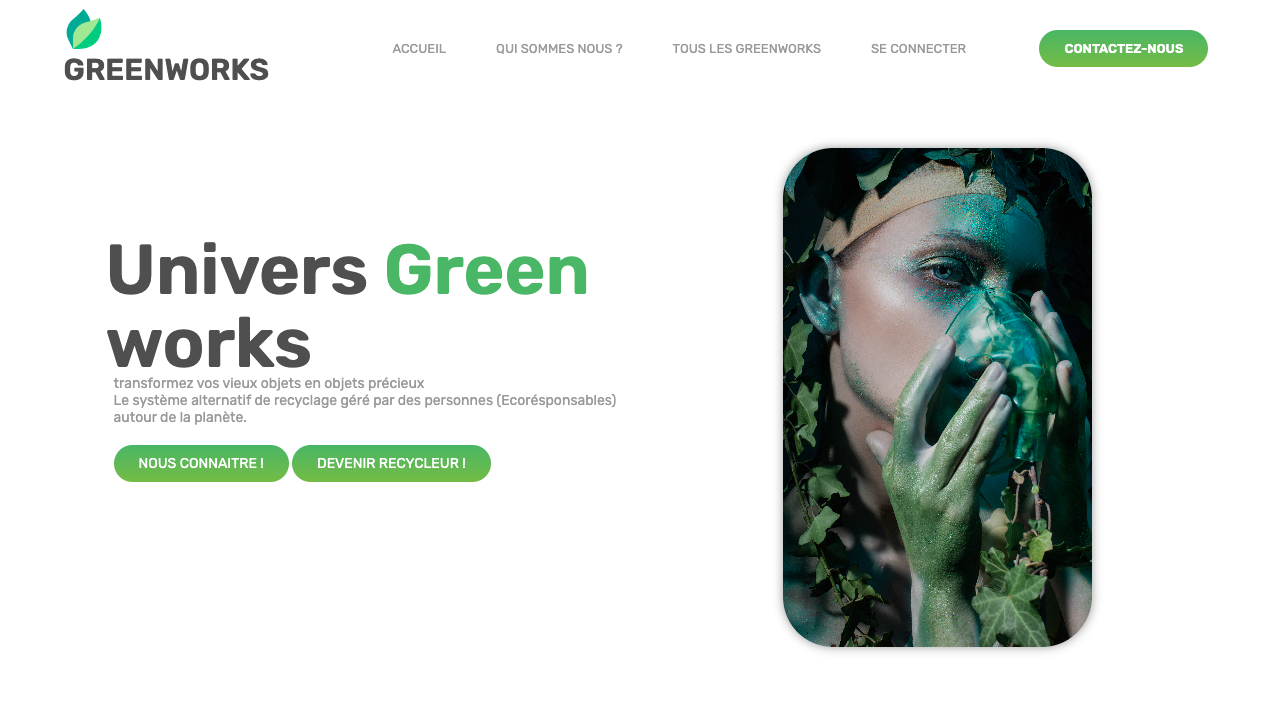 GREENWORKS
ACCUEIL
QUI SOMMES NOUS ?
TOUS LES GREENWORKS
SE CONNECTER
CONTACTEZ-NOUS
Univers Green
works
transformez vos vieux objets en objets précieux
Le système alternatif de recyclage géré par des personnes (Ecorésponsables)
autour de la planète.
NOUS CONNAITRE !
DEVENIR RECYCLEUR !